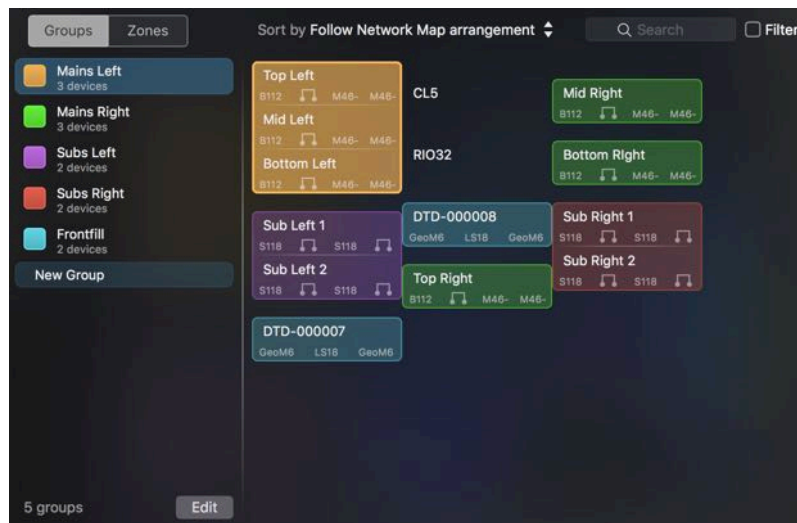 Groups Zones Sort by Follow Network Map arrangement Search Filter
Mains Left
3 devices
Mains Right
3 devices
Subs Left
2 devices
Subs Right
2 devices
Frontfill
2 devices
New Group
5 groups Edit
Top Left
B112 M46- M46-
Mid Left
B112 M46- M46-
Bottom Left
B112 M46- M46-
CL5
RIO32
Mid Right
B112 M46- M46-
Bottom RIght
B112 M46- M46-
Sub Left 1
S118 S118
Sub Left 2
S118 S118
DTD-000008
GeoM6 LS18 GeoM6
Top Right
B112 M46- M46-
Sub Right 1
S118 S118
Sub Right 2
S118 S118
DTD-000007
GeoM6 LS18 GeoM6